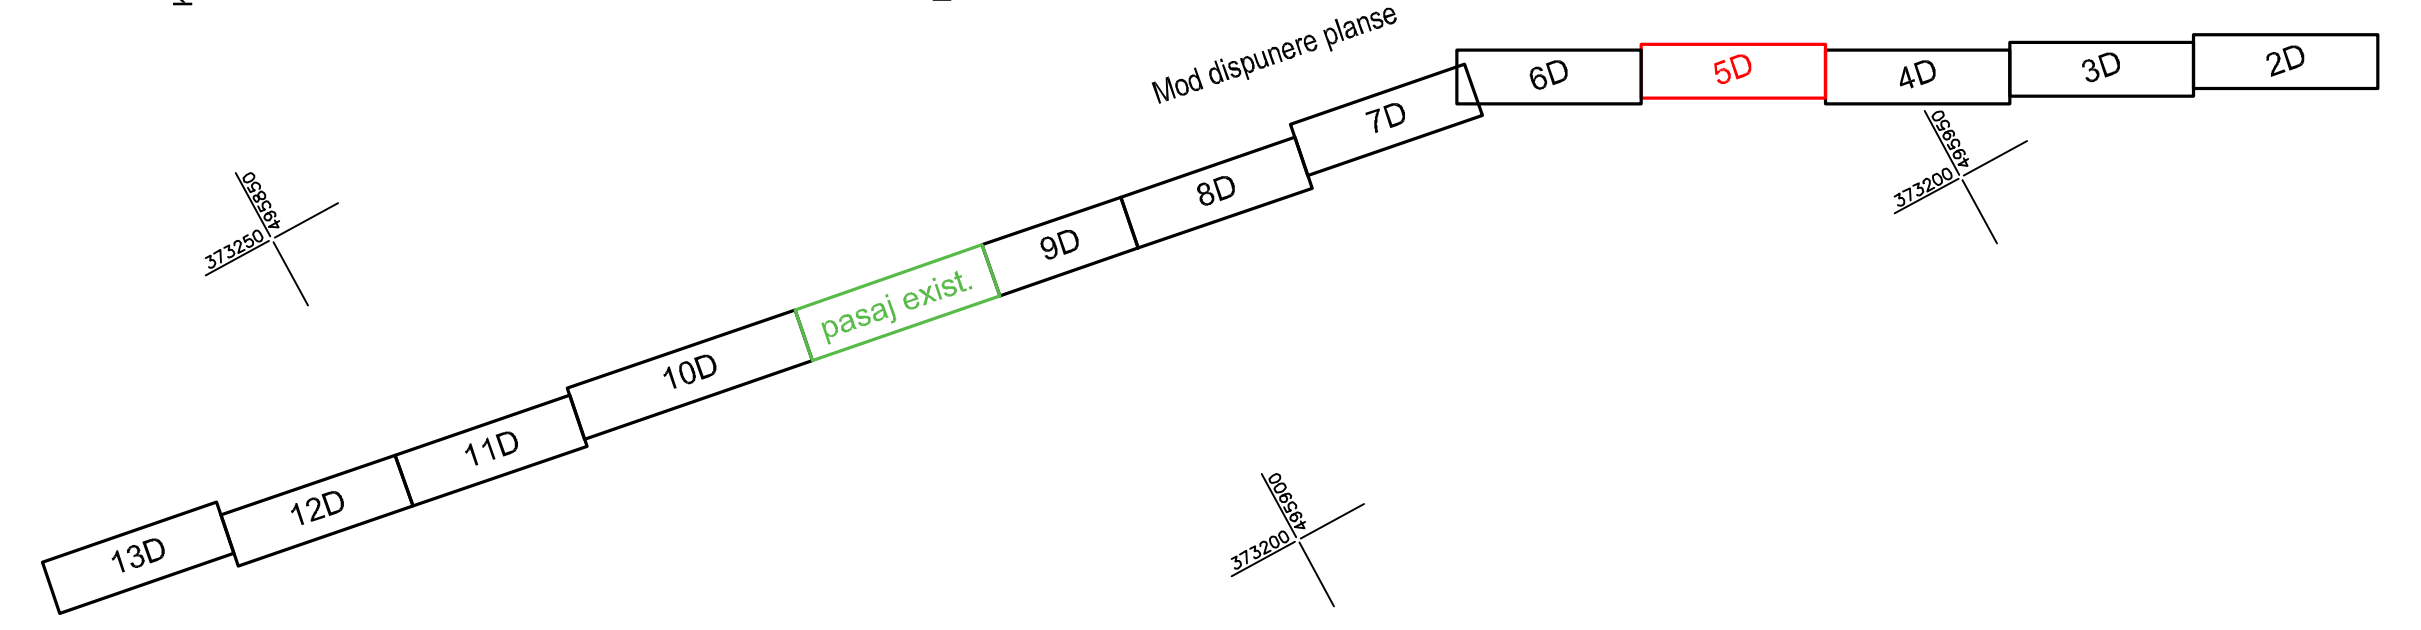 Mod dispunere planse
6D
5D
4D
3D
2D
7D
8D
9D
pasaj exist.
10D
11D
12D
13D
495850
373250
495950
373200
495900
373200